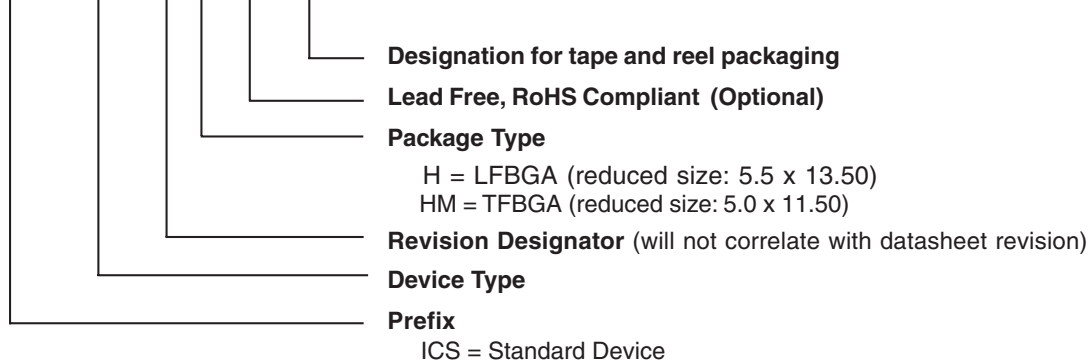 Designation for tape and reel packaging
Lead Free, RoHS Compliant (Optional)
Package Type
H = LFBGA (reduced size: 5.5 x 13.50)
HM = TFBGA (reduced size: 5.0 x 11.50)
Revision Designator (will not correlate with datasheet revision)
Device Type
Prefix
ICS = Standard Device